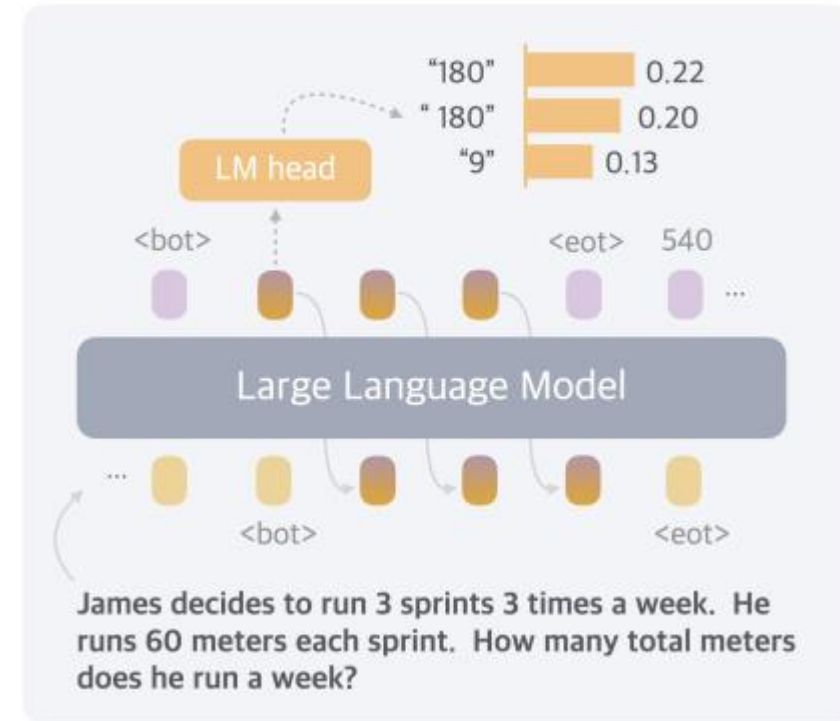 “180” 0.22
“ 180” 0.20
“9” 0.13
LM head
<bot> <eot> 540
...
Large Language Model
...
<bot> <eot>
James decides to run 3 sprints 3 times a week. He
runs 60 meters each sprint. How many total meters
does he run a week?